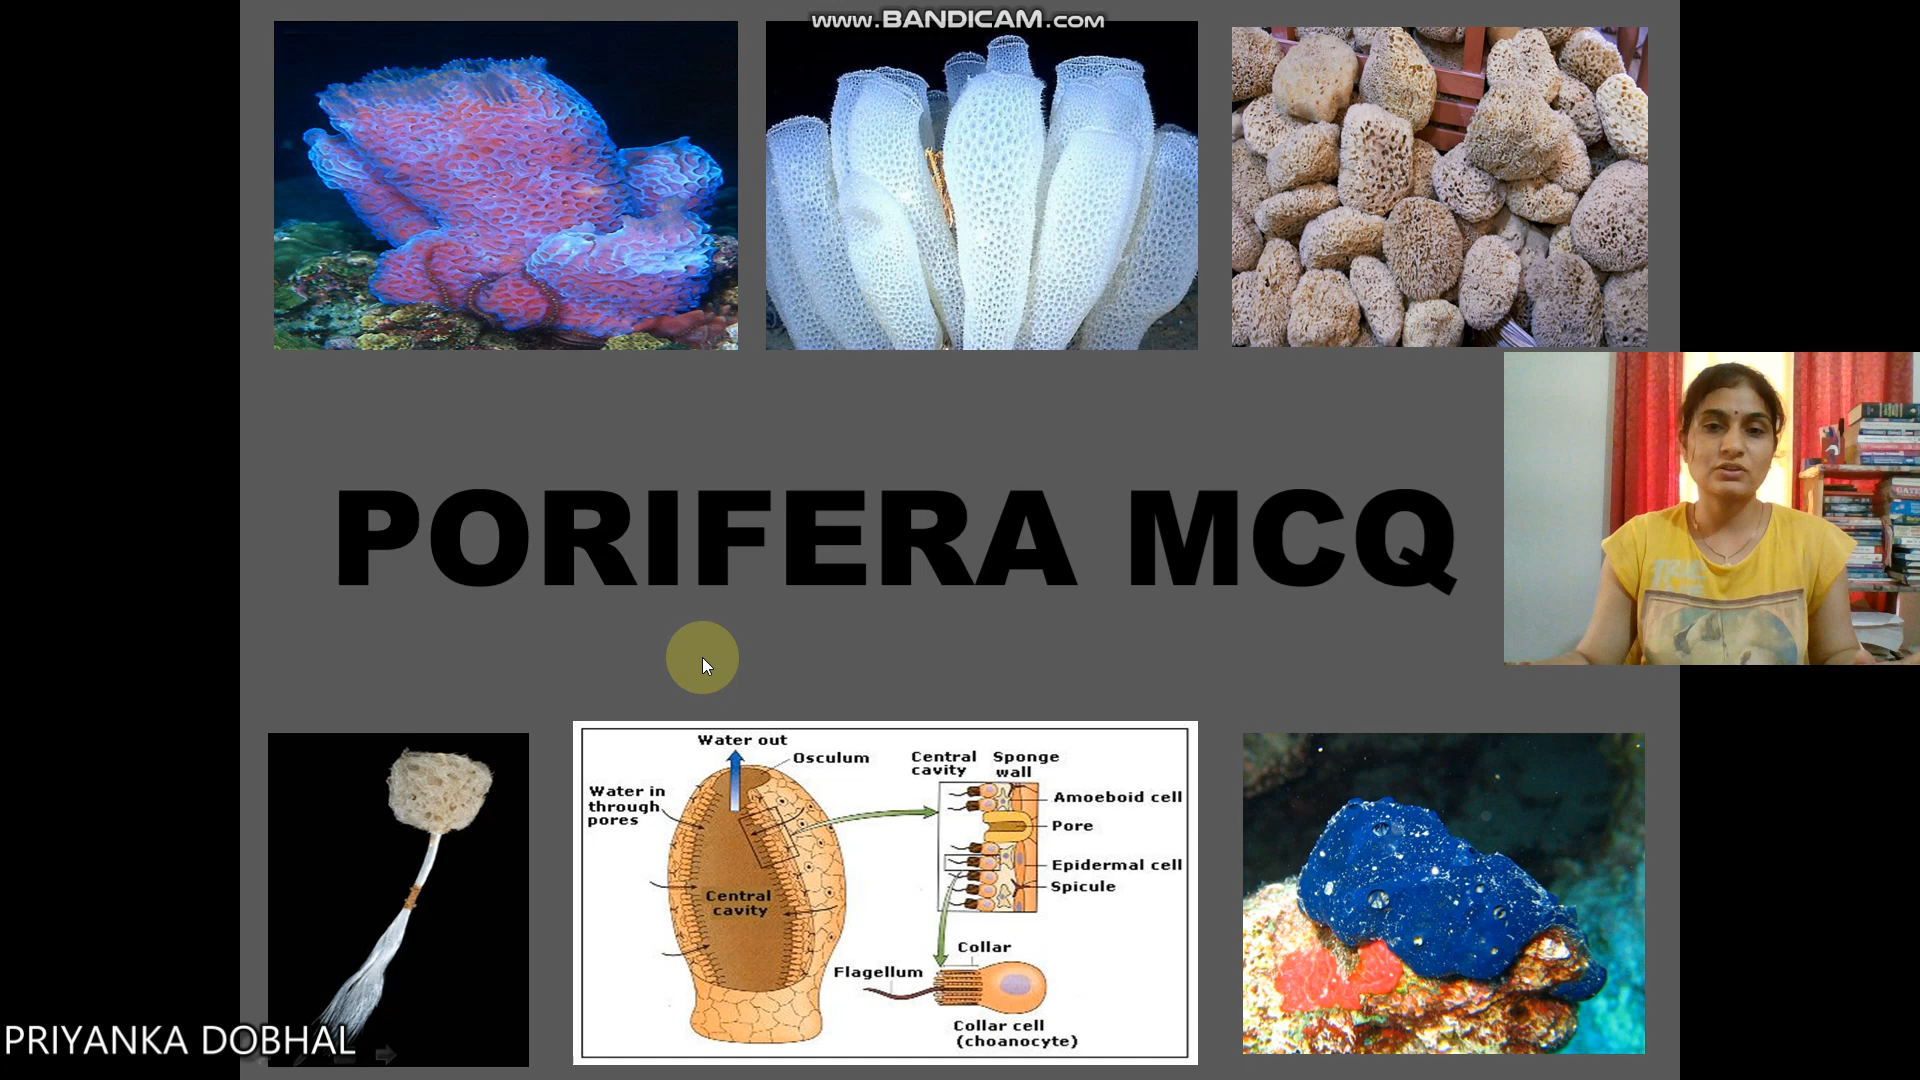 www.BANDICAM.com
PORIFERA MCQ
Water out
Osculum
Water in
through
pores
Central
cavity
Central
cavity
Sponge
wall
Amoeboid cell
Pore
Epidermal cell
Spicule
Collar
Flagellum
Collar cell
(choanocyte)
PRIYANKA DOBHAL